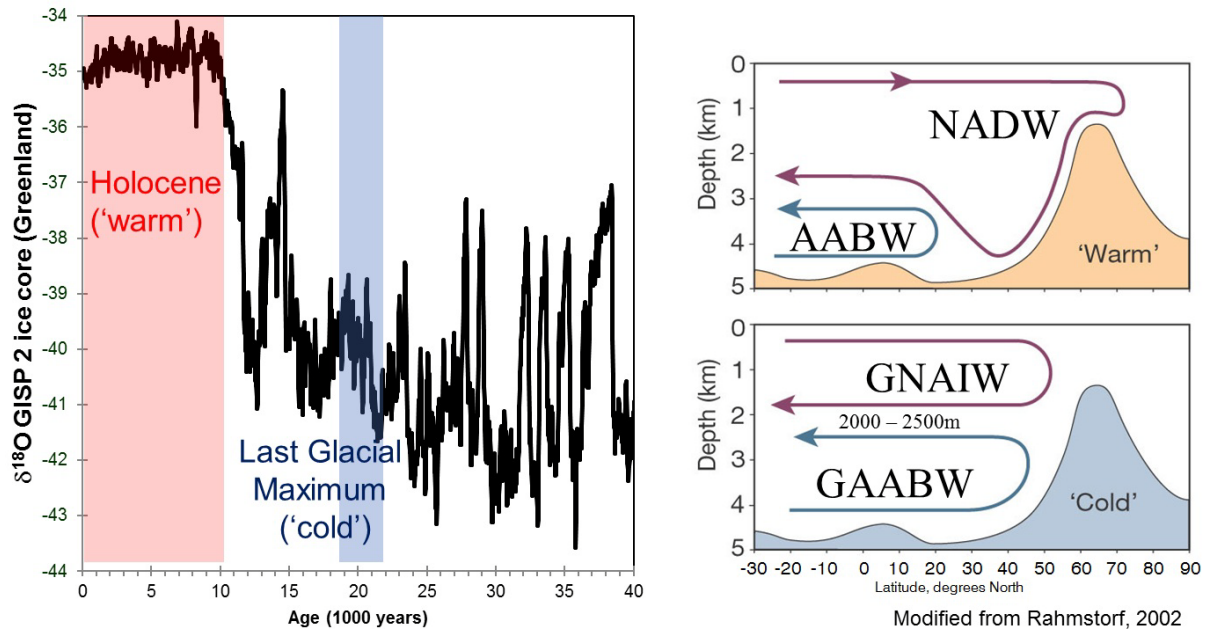 δ¹⁸O GISP 2 ice core (Greenland)
-34
-35
-36
-37
-38
-39
-40
-41
-42
-43
-44
Holocene
(‘warm’)
Last Glacial
Maximum
(‘cold’)
0 5 10 15 20 25 30 35 40
Age (1000 years)
Depth (km)
0
1
2
3
4
5
NADW
AABW
‘Warm’
Depth (km)
0
1
2
3
4
5
GNAIW
2000 – 2500m
GAABW
‘Cold’
-30 -20 -10 0 10 20 30 40 50 60 70 80 90
Latitude, degrees North
Modified from Rahmstorf, 2002